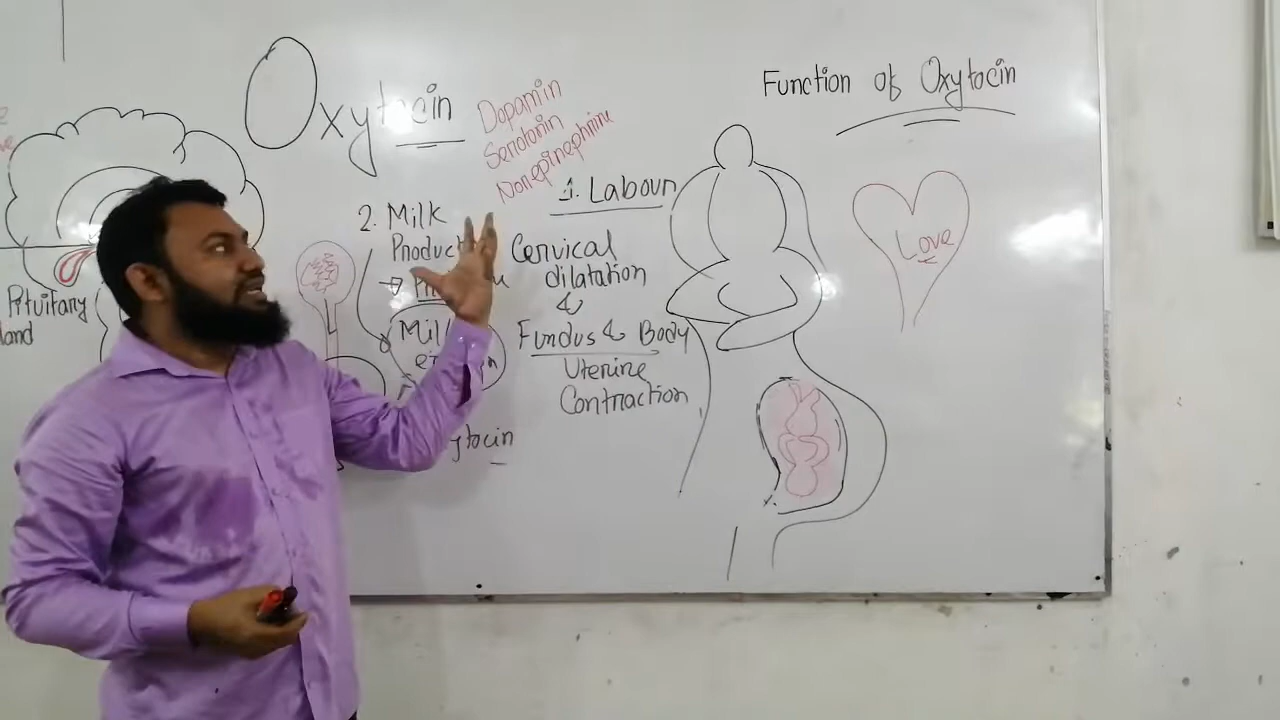 Oxytocin
Dopamin
Serotonin
Norepinephrine
Function of Oxytocin
1. Labour
Cervical
dilatation
&
Fundus & Body
Uterine
Contraction
2. Milk
Love
Pituitary